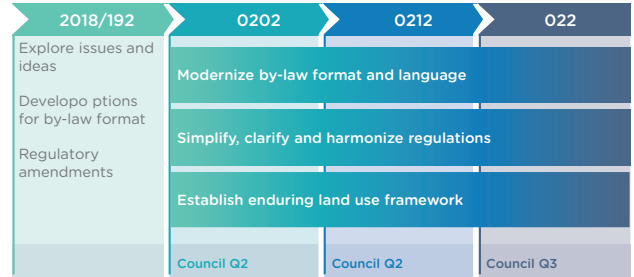 2018/192
0202
0212
022
Explore issues and
ideas
Developo ptions
for by-law format
Regulatory
amendments
Modernize by-law format and language
Simplify, clarify and harmonize regulations
Establish enduring land use framework
Council Q2
Council Q2
Council Q3